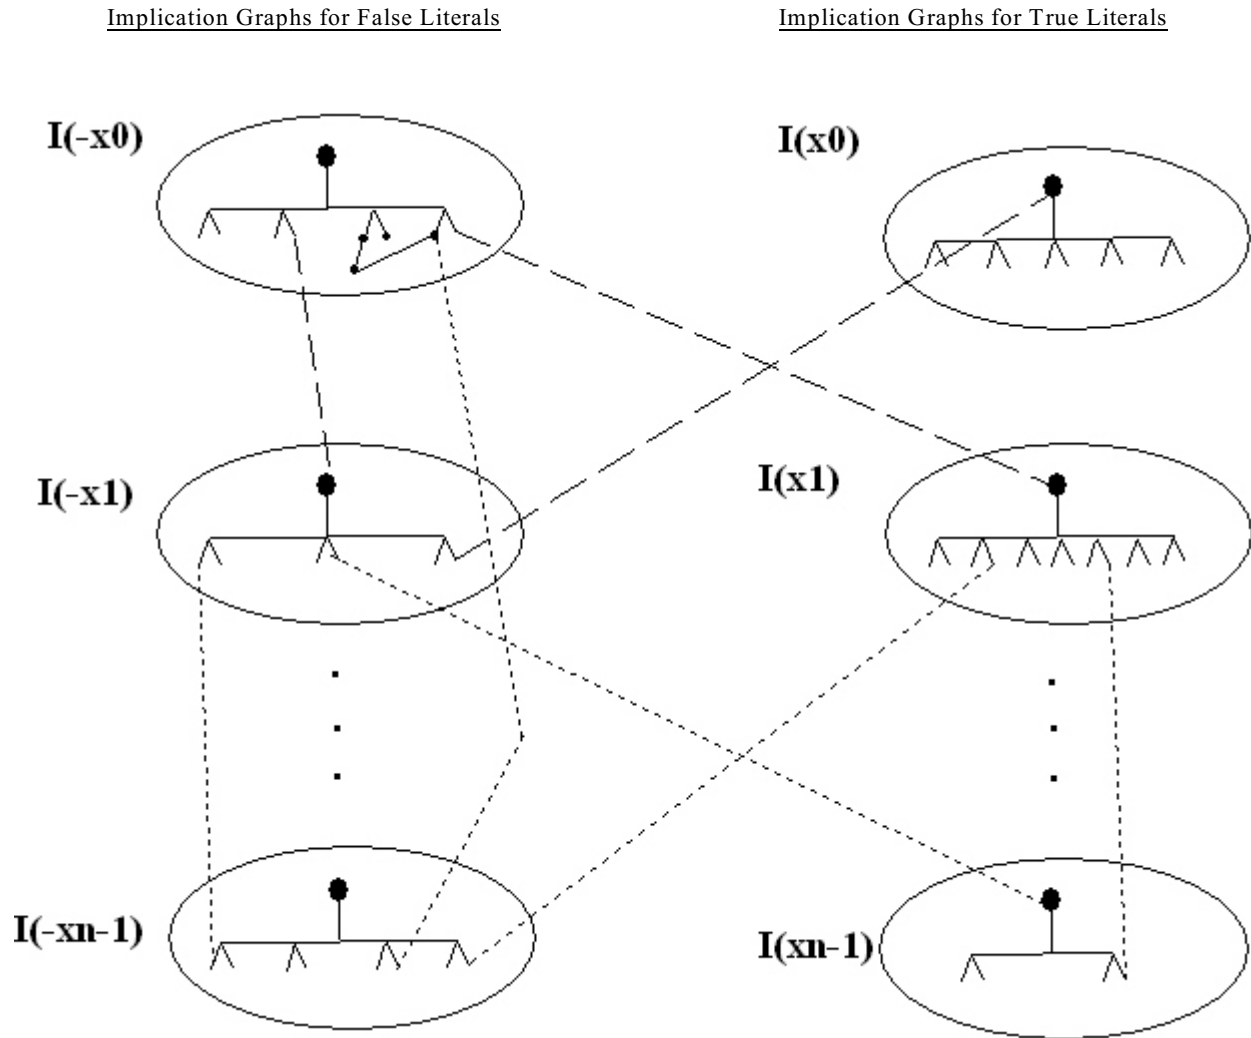 Implication Graphs for False Literals
Implication Graphs for True Literals
I(-x0)
I(x0)
I(-x1)
I(x1)
I(-xn-1)
I(xn-1)